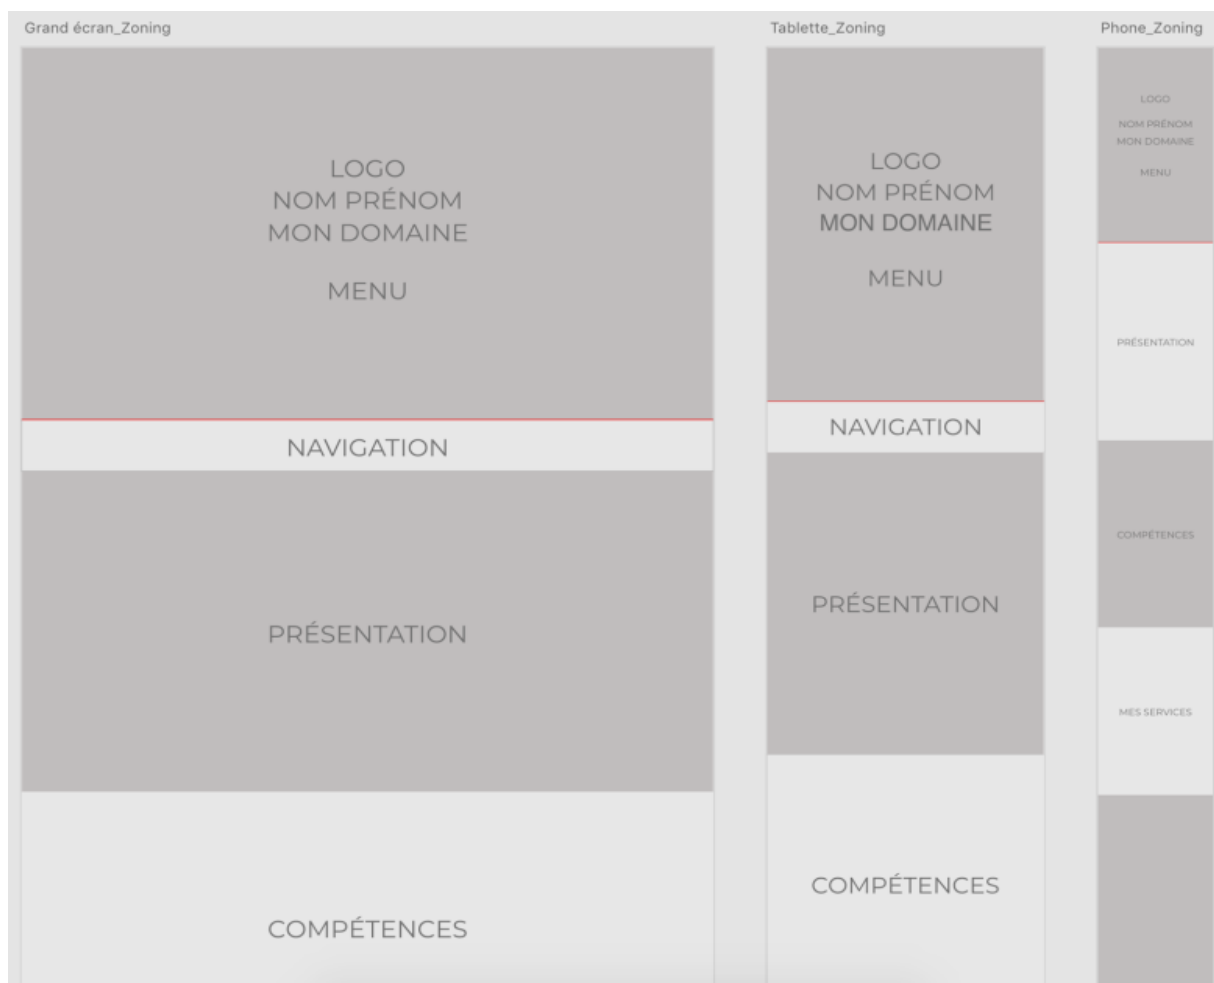 Grand écran_Zoning
LOGO
NOM PRÉNOM
MON DOMAINE
MENU
NAVIGATION
PRÉSENTATION
COMPÉTENCES
Tablette_Zoning
LOGO
NOM PRÉNOM
MON DOMAINE
MENU
NAVIGATION
PRÉSENTATION
COMPÉTENCES
Phone_Zoning
LOGO
NOM PRÉNOM
MON DOMAINE
MENU
PRÉSENTATION
COMPÉTENCES
MES SERVICES